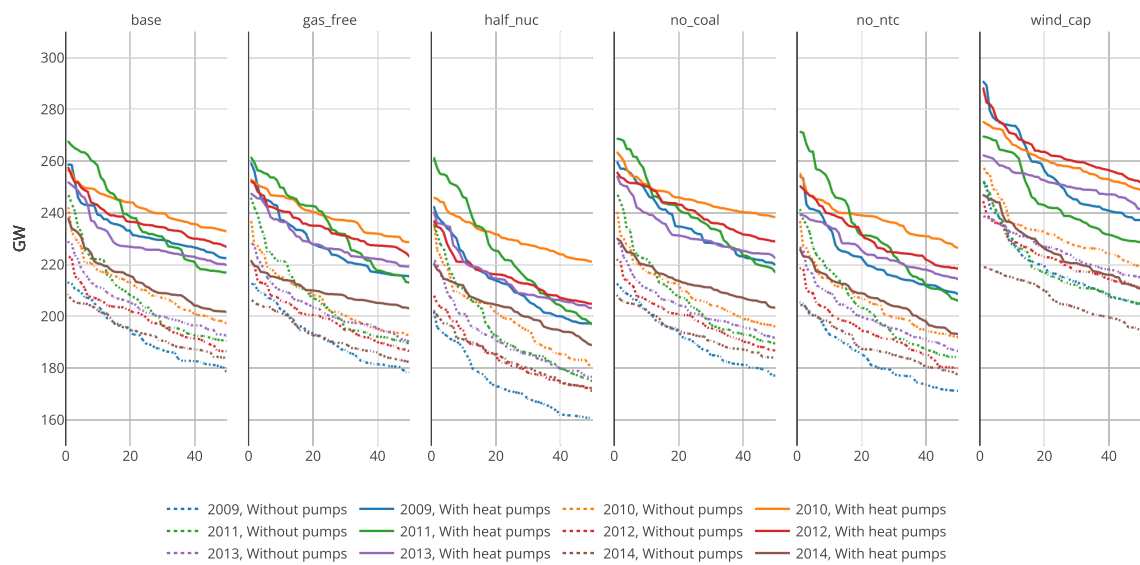 base gas_free half_nuc no_coal no_ntc wind_cap
300
280
260
240
220
200
180
160
GW
0 20 40 0 20 40 0 20 40 0 20 40 0 20 40 0 20 40
2009, Without pumps 2009, With heat pumps 2010, Without pumps 2010, With heat pumps
2011, Without pumps 2011, With heat pumps 2012, Without pumps 2012, With heat pumps
2013, Without pumps 2013, With heat pumps 2014, Without pumps 2014, With heat pumps